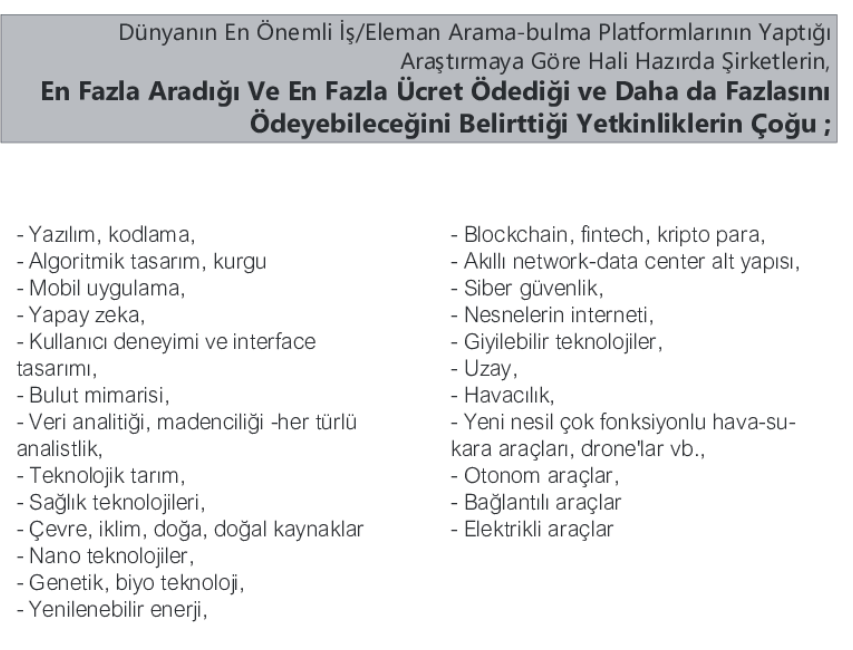 Dünyanın En Önemli İş/Eleman Arama-bulma Platformlarının Yaptığı
Araştırmaya Göre Hali Hazırda Şirketlerin,
En Fazla Aradığı Ve En Fazla Ücret Ödediği ve Daha da Fazlasını
Ödeyebileceğini Belirttiği Yetkinliklerin Çoğu ;
- Yazılım, kodlama,
- Algoritmik tasarım, kurgu
- Mobil uygulama,
- Yapay zeka,
- Kullanıcı deneyimi ve interface
tasarımı,
- Bulut mimarisi,
- Veri analitiği, madenciliği -her türlü
analistlik,
- Teknolojik tarım,
- Sağlık teknolojileri,
- Çevre, iklim, doğa, doğal kaynaklar
- Nano teknolojiler,
- Genetik, biyo teknoloji,
- Yenilenebilir enerji,
- Blockchain, fintech, kripto para,
- Akıllı network-data center alt yapısı,
- Siber güvenlik,
- Nesnelerin interneti,
- Giyilebilir teknolojiler,
- Uzay,
- Havacılık,
- Yeni nesil çok fonksiyonlu hava-su-
kara araçları, drone'lar vb.,
- Otonom araçlar,
- Bağlantılı araçlar
- Elektrikli araçlar